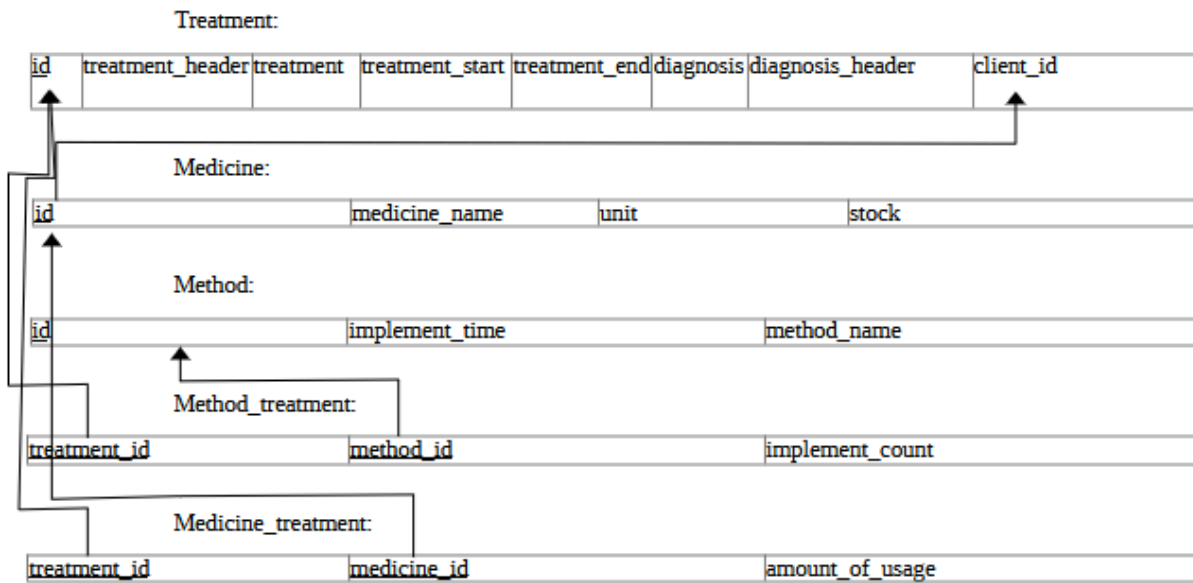 Treatment:
id treatment_header treatment treatment_start treatment_end diagnosis diagnosis_header client_id
Medicine:
id medicine_name unit stock
Method:
id implement_time method_name
Method_treatment:
treatment_id method_id implement_count
Medicine_treatment:
treatment_id medicine_id amount_of_usage